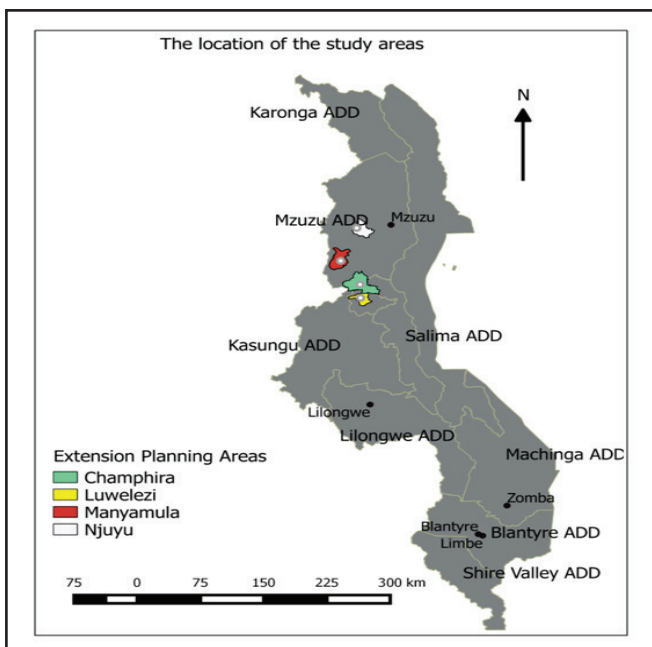 The location of the study areas
N
Karonga ADD
Mzuzu ADD
Mzuzu
Salima ADD
Kasungu ADD
Lilongwe
Lilongwe ADD
Machinga ADD
Zomba
Blantyre
Limbe
Blantyre ADD
Shire Valley ADD
Extension Planning Areas
Champhira
Luwelezi
Manyamula
Njuyu
75 0 75 150 225 300 km